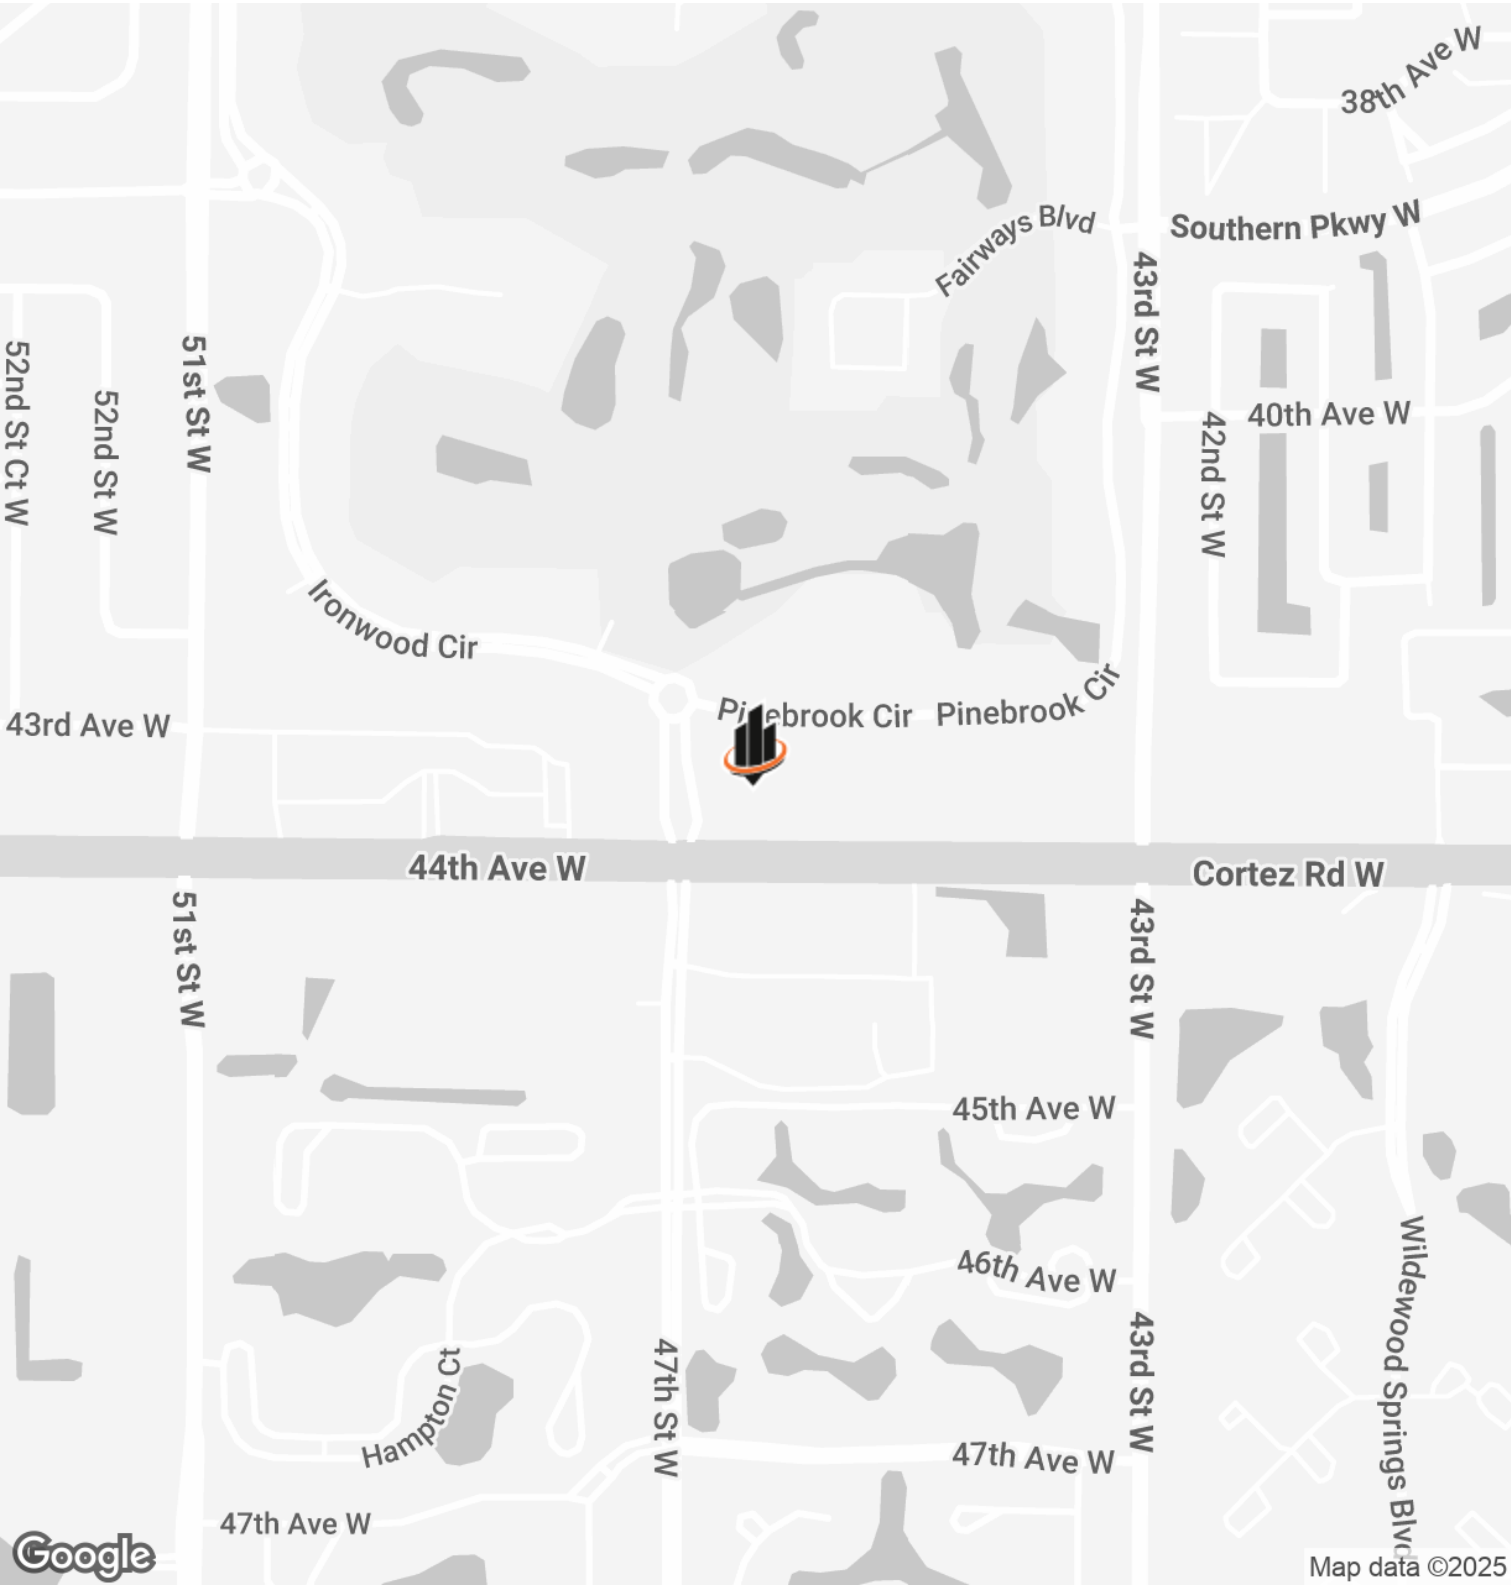 38th Ave W
Southern Pkwy W
Fairways Blvd
43rd St W
51st St W
52nd St Ct W
52nd St W
40th Ave W
42nd St W
Ironwood Cir
Pinebrook Cir
Pinebrook Cir
43rd Ave W
44th Ave W
Cortez Rd W
51st St W
43rd St W
45th Ave W
46th Ave W
Wildewood Springs Blvd
43rd St W
47th St W
Hampton Ct
47th Ave W
47th Ave W
Google
Map data ©2025